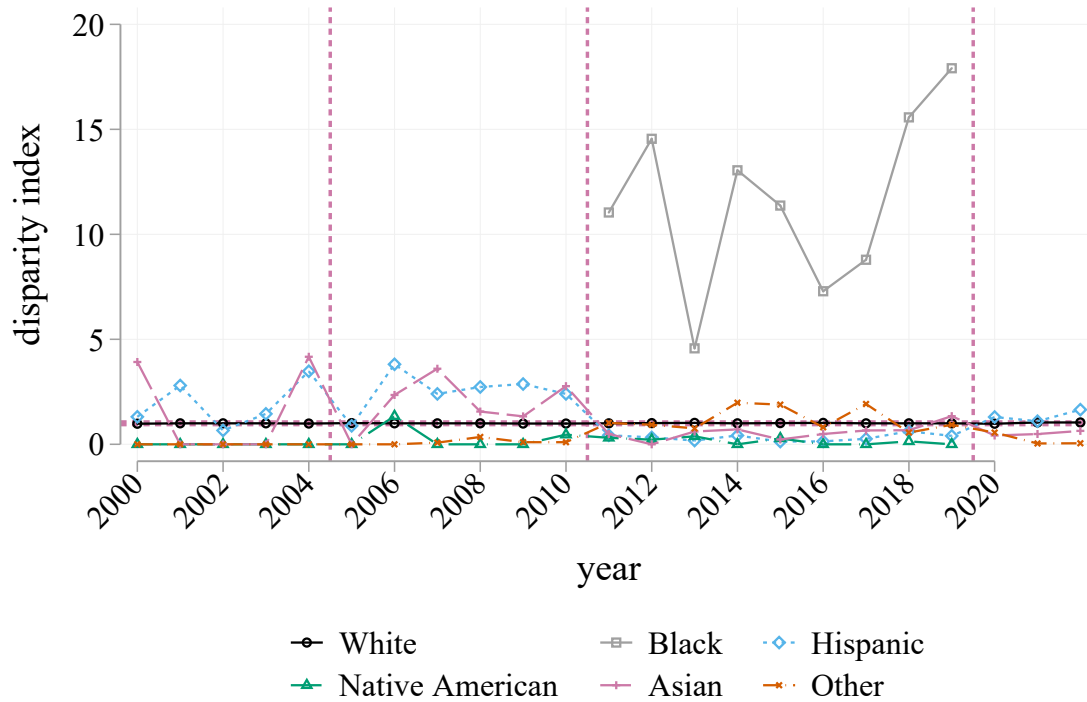 20
15
10
5
0
disparity index
2000
2002
2004
2006
2008
2010
2012
2014
2016
2018
2020
year
White
Black
Hispanic
Native American
Asian
Other